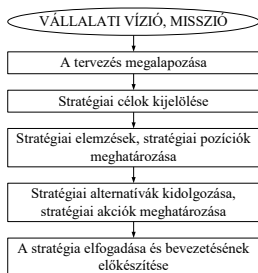 VÁLLALATI VÍZIÓ, MISSZIÓ
A tervezés megalapozása
Stratégiai célok kijelölése
Stratégiai elemzések, stratégiai pozíciók
meghatározása
Stratégiai alternatívák kidolgozása,
stratégiai akciók meghatározása
A stratégia elfogadása és bevezetésének
előkészítése